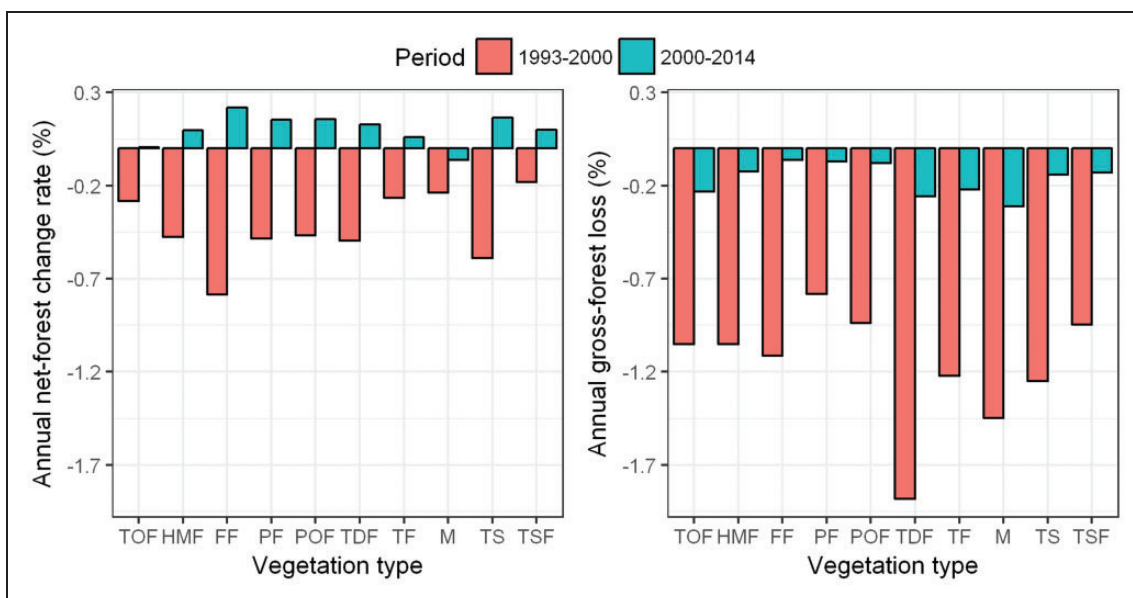 Period 1993-2000 2000-2014
Annual net-forest change rate (%)
0.3
-0.2
-0.7
-1.2
-1.7
TOF HMF FF PF POF TDF TF M TS TSF
Vegetation type
Annual gross-forest loss (%)
0.3
-0.2
-0.7
-1.2
-1.7
TOF HMF FF PF POF TDF TF M TS TSF
Vegetation type